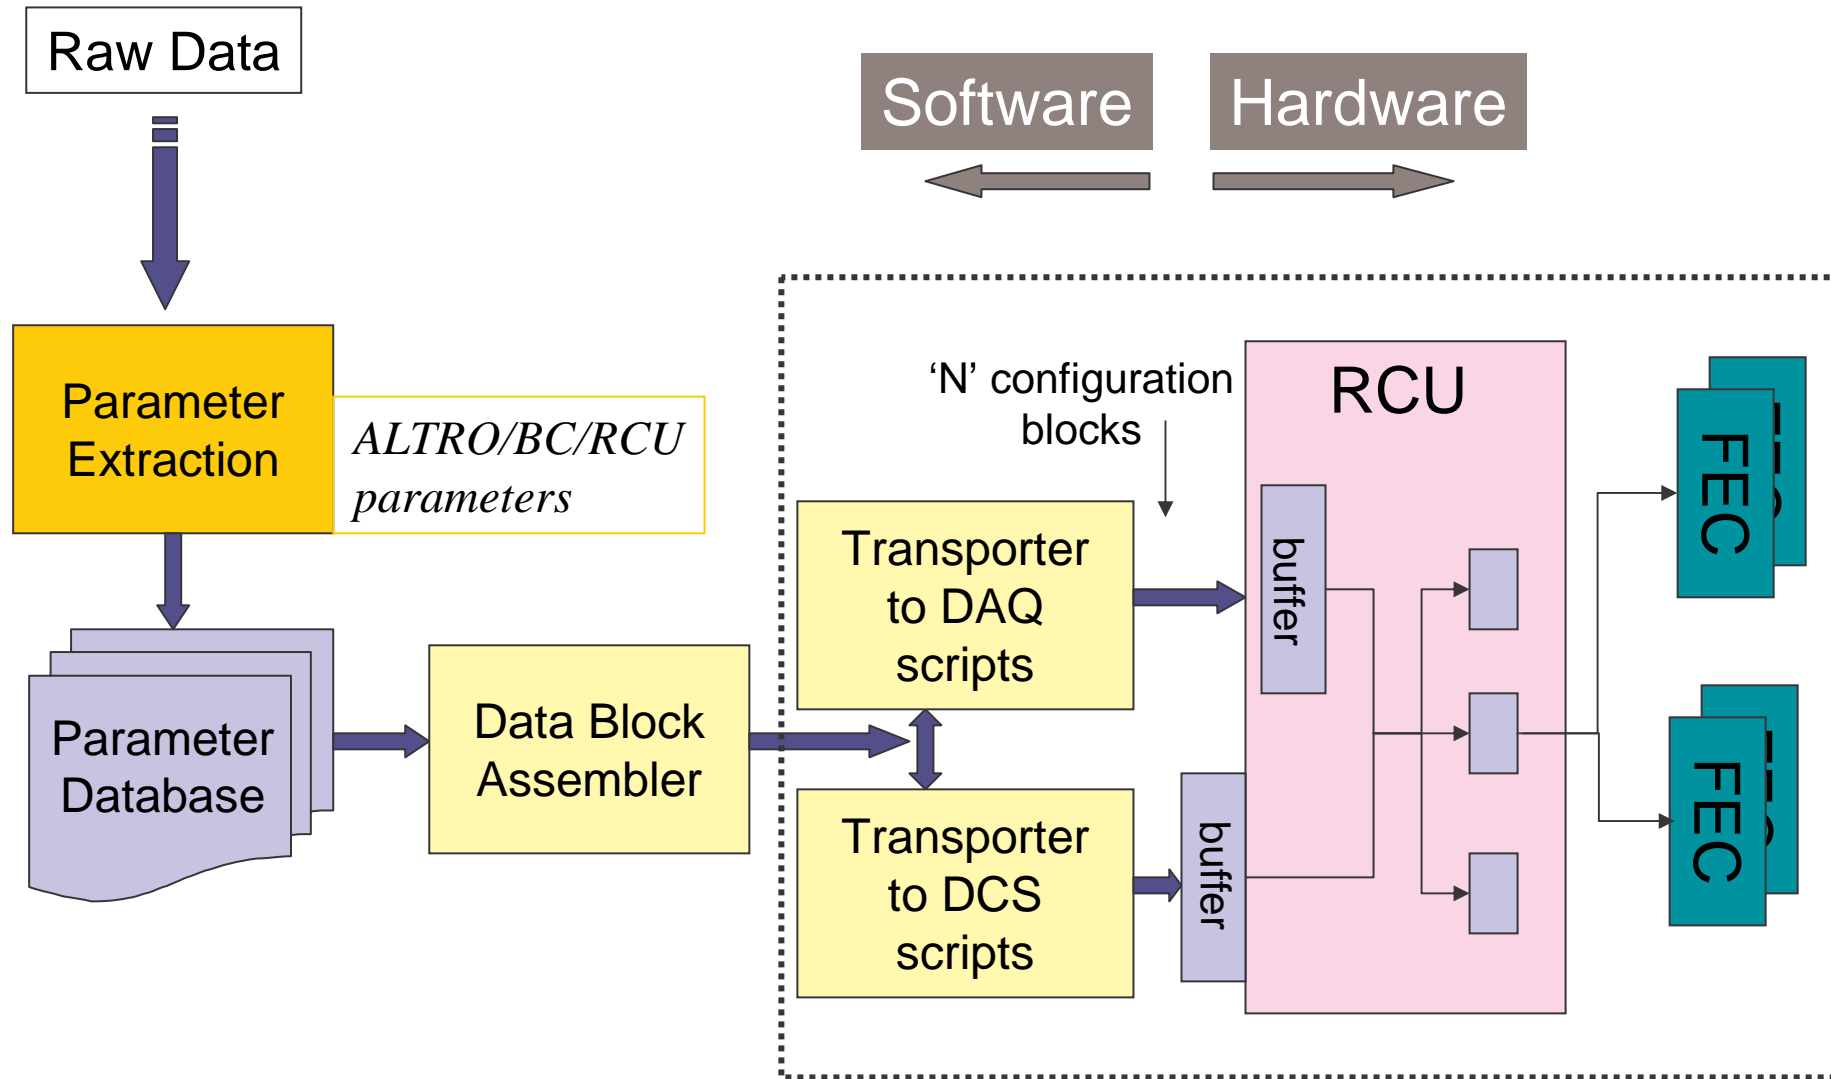 Raw Data
Software
Hardware
Parameter
Extraction
ALTRO/BC/RCU
parameters
‘N’ configuration
blocks
RCU
FEC
Transporter
to DAQ
scripts
buffer
Parameter
Database
Data Block
Assembler
Transporter
to DCS
scripts
buffer
FEC